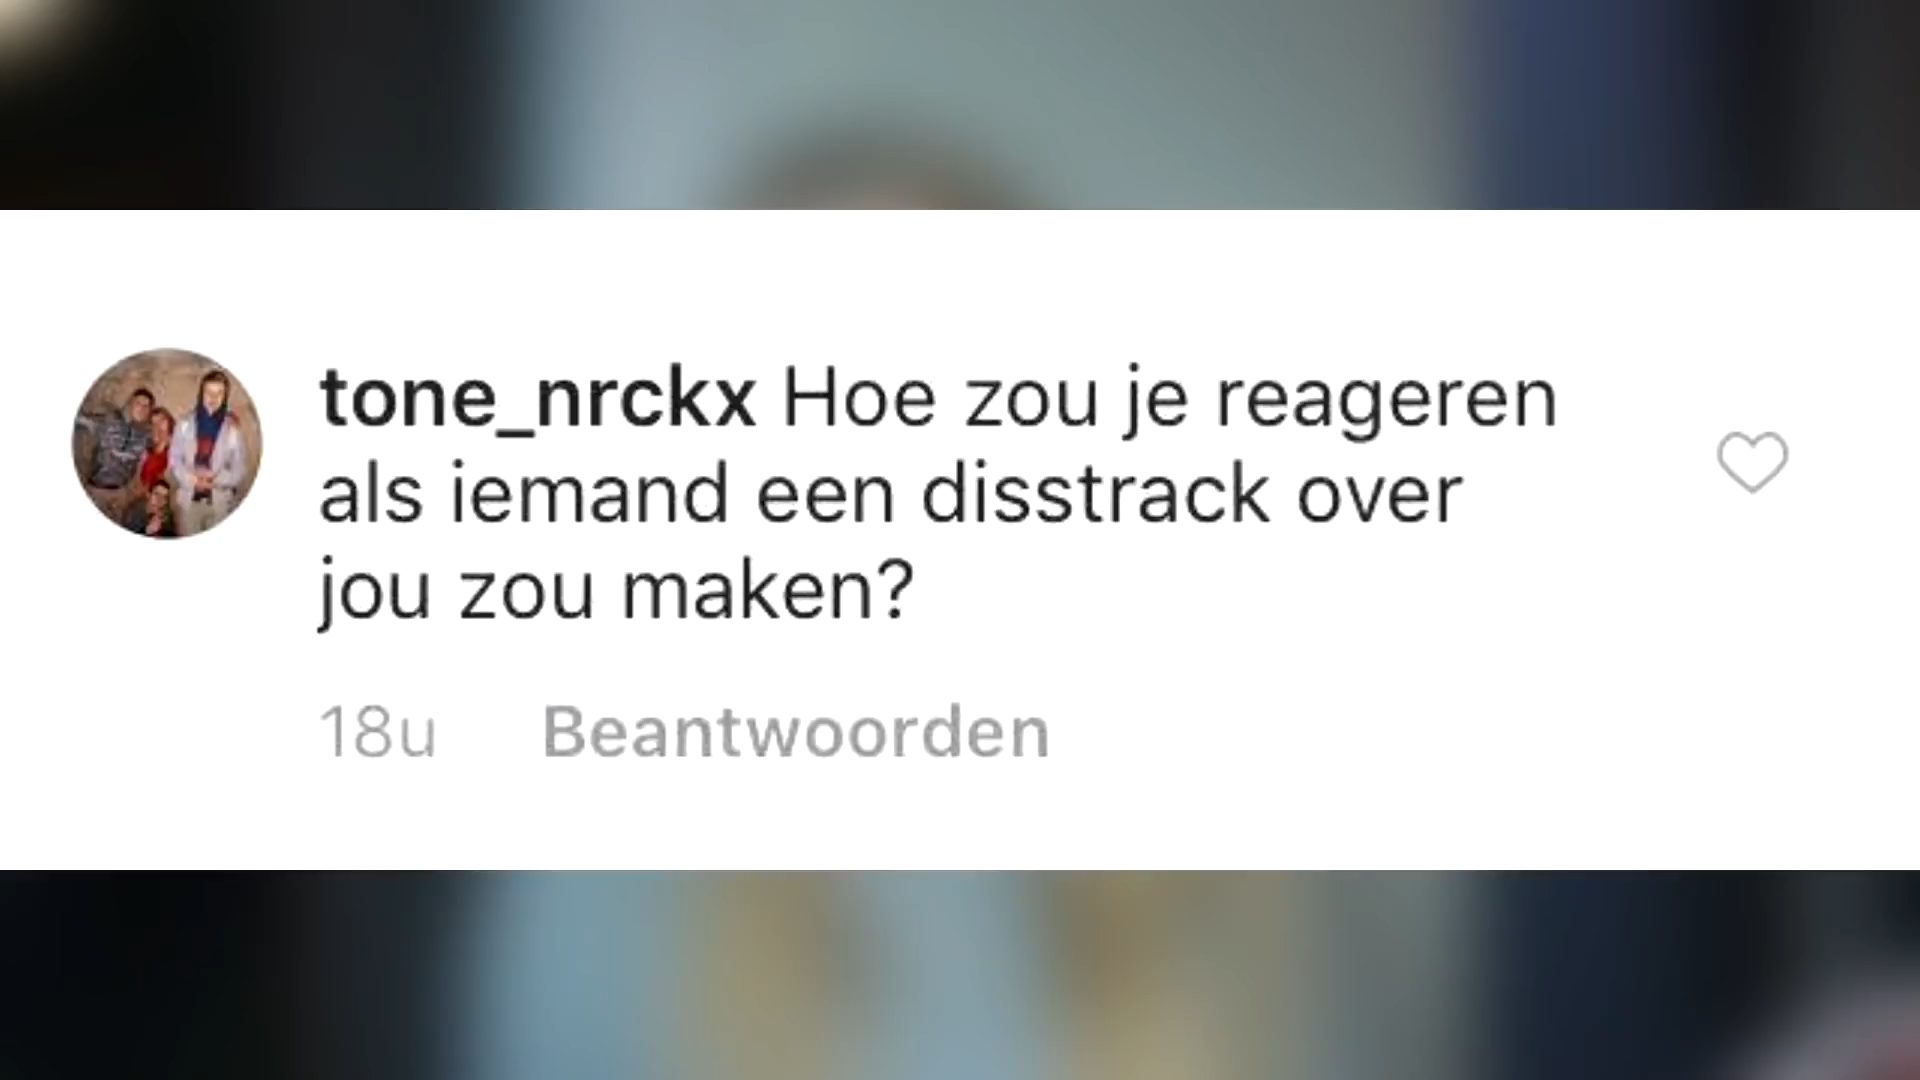 tone_nrckx Hoe zou je reageren
als iemand een disstrack over
jou zou maken?
18u Beantwoorden